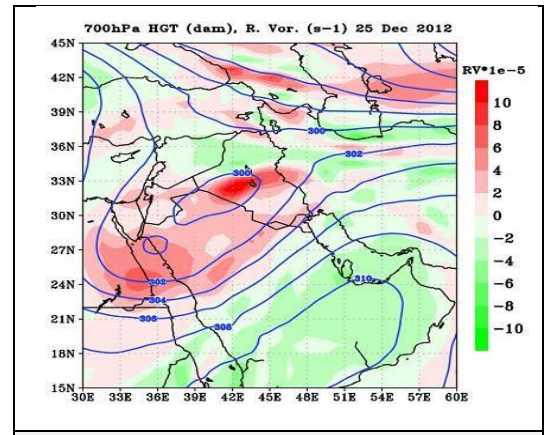 700hPa HGT (dam), R. Vor. (s-1) 25 Dec 2012
45N
42N
39N
36N
33N
30N
27N
24N
21N
18N
15N
30E 33E 36E 39E 42E 45E 48E 51E 54E 57E 60E
300
302
300
310
302
304
306
308
RV*1e-5
10
8
6
4
2
0
-2
-4
-6
-8
-10